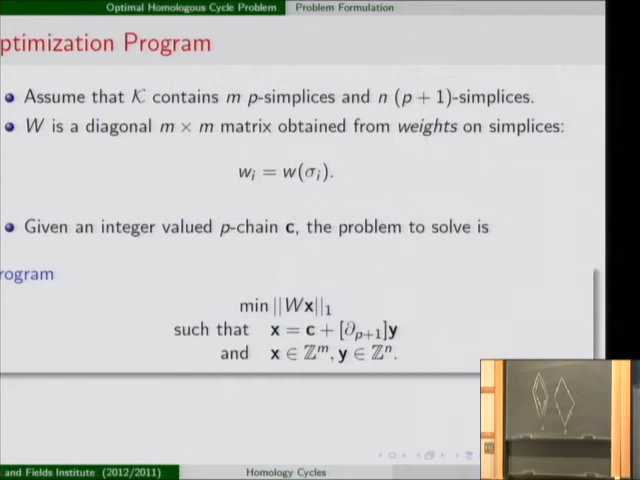 Optimal Homologous Cycle Problem Problem Formulation
ptimization Program
Assume that K contains m p-simplices and n (p + 1)-simplices.
W is a diagonal m × m matrix obtained from weights on simplices:
wᵢ = w(σᵢ).
Given an integer valued p-chain c, the problem to solve is
rogram
min ||Wx||₁
such that x = c + [∂ₚ₊₁]y
and x ∈ ℤᵐ, y ∈ ℤⁿ.
and Fields Institute (2012/2011) Homology Cycles